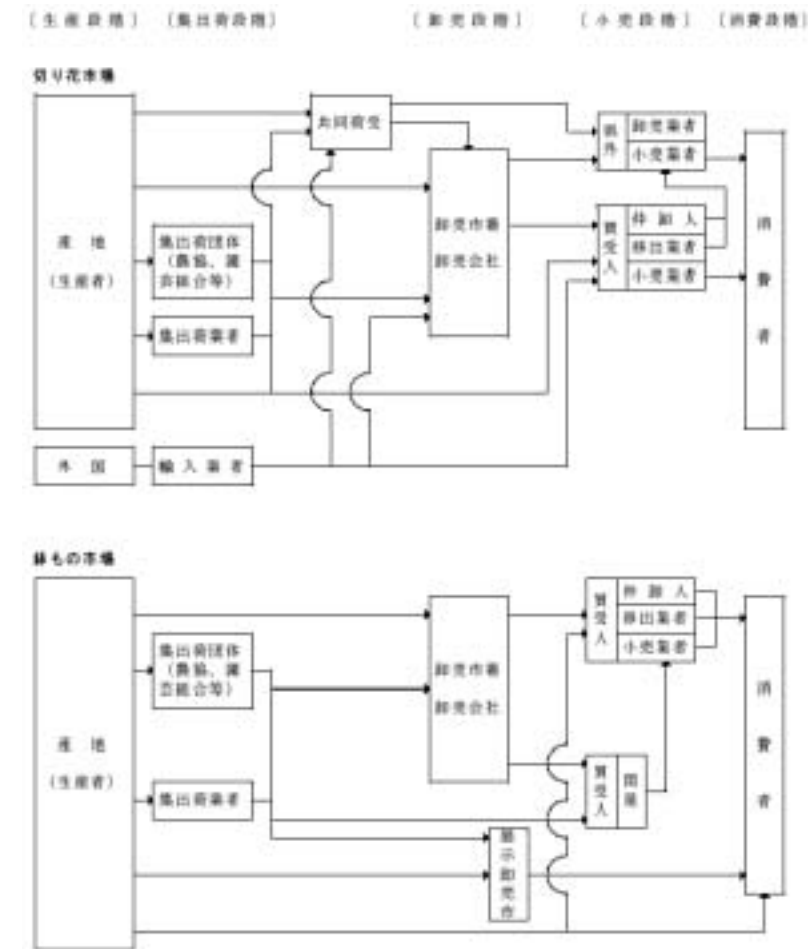 ［生産段階］ ［集出荷段階］ ［卸売段階］ ［小売段階］ ［消費段階］
切り花市場
産 地
（生産者）
集出荷団体
（農協、園
芸組合等）
集出荷業者
外 国
輸入業者
共同荷受
卸売市場
卸売会社
県外
卸売業者
小売業者
買受人
仲卸人
移出業者
小売業者
消費者
鉢もの市場
産 地
（生産者）
集出荷団体
（農協、園
芸組合等）
集出荷業者
卸売市場
卸売会社
展示卸売市
買受人
仲卸人
移出業者
小売業者
買受人
問屋
消費者